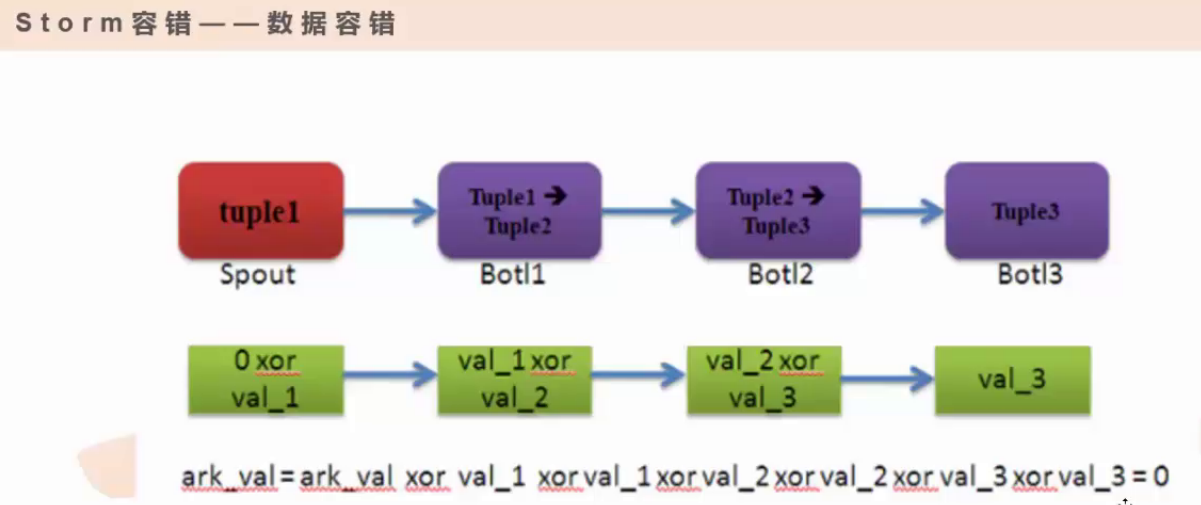 Storm容错——数据容错
tuple1
Tuple1 ➔
Tuple2
Tuple2 ➔
Tuple3
Tuple3
Spout
Botl1
Botl2
Botl3
0 xor
val_1
val_1 xor
val_2
val_2 xor
val_3
val_3
ark_val = ark_val xor val_1 xor val_1 xor val_2 xor val_2 xor val_3 xor val_3 = 0